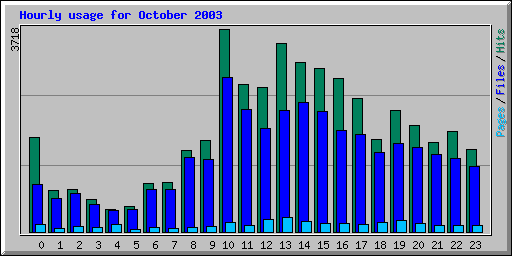 Hourly usage for October 2003
3718
Pages/Files/Hits
0 1 2 3 4 5 6 7 8 9 10 11 12 13 14 15 16 17 18 19 20 21 22 23